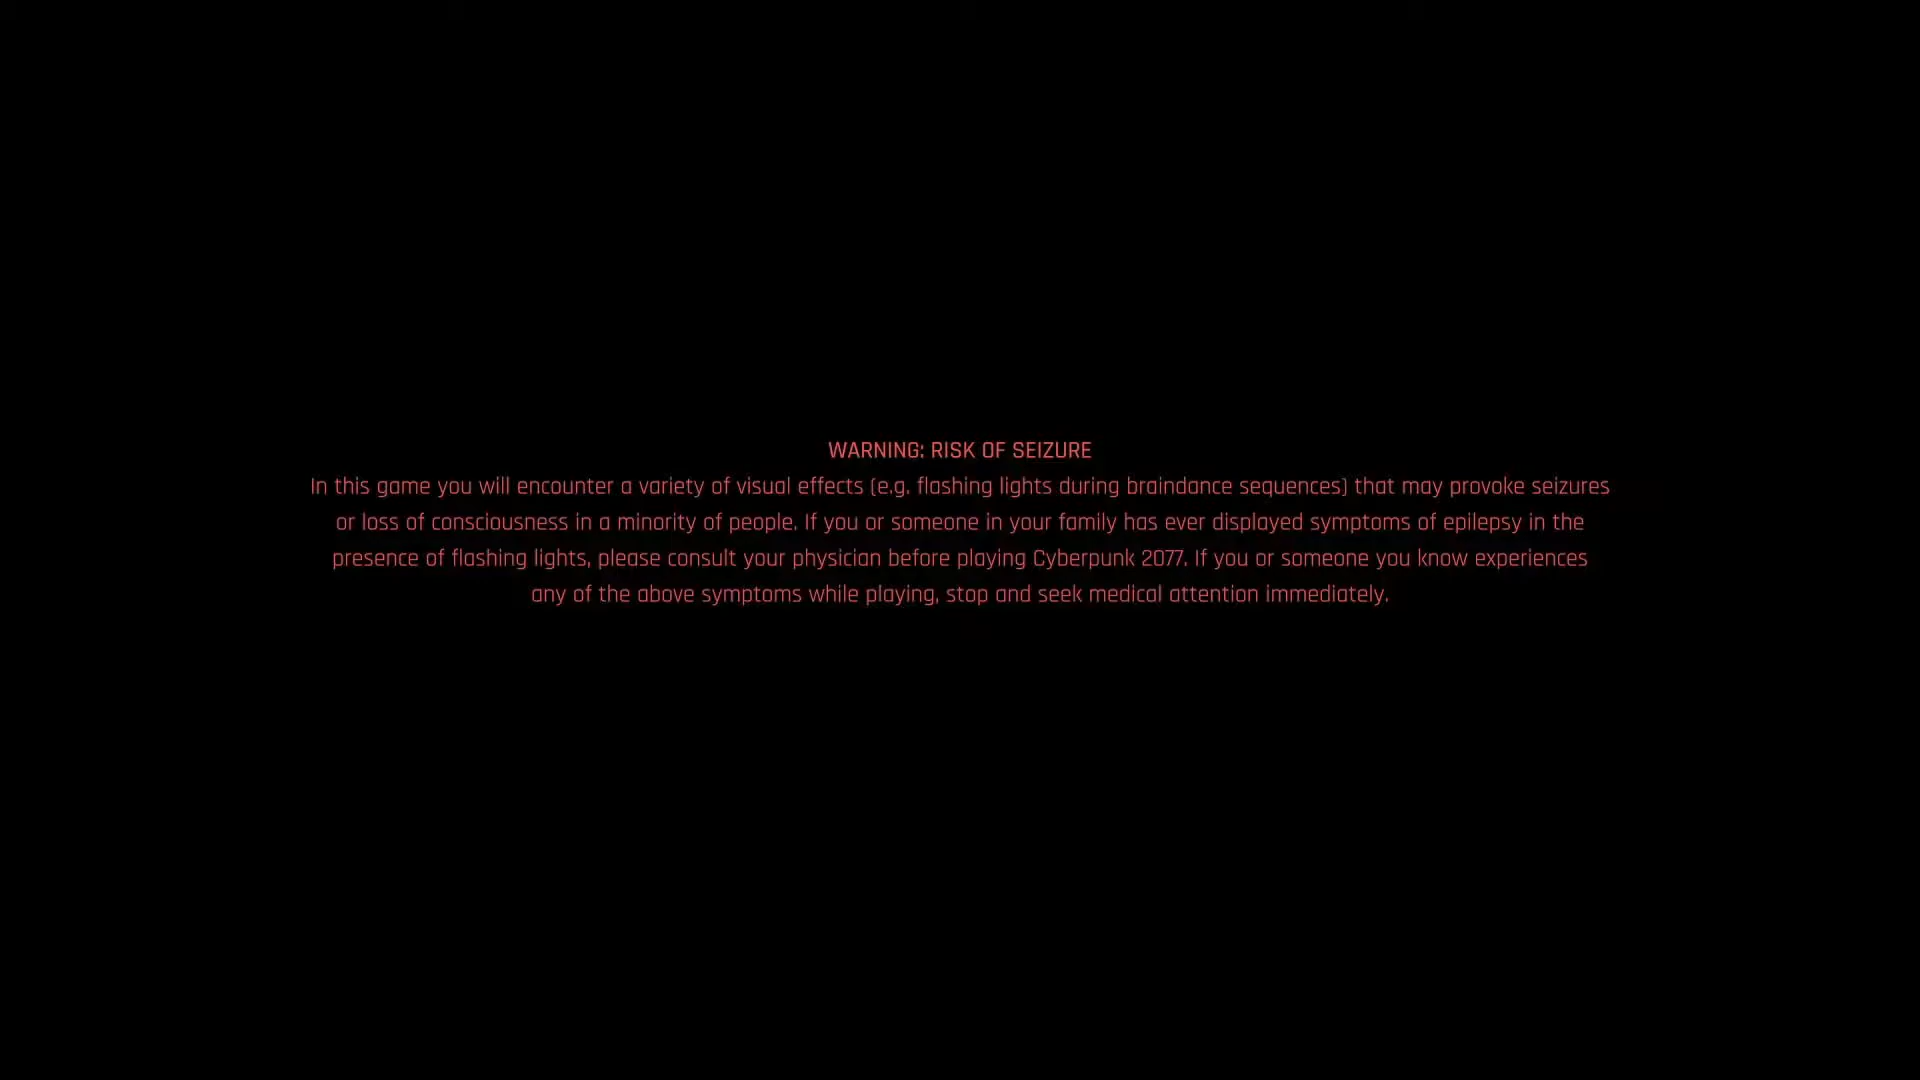 WARNING: RISK OF SEIZURE
In this game you will encounter a variety of visual effects (e.g. flashing lights during braindance sequences) that may provoke seizures
or loss of consciousness in a minority of people. If you or someone in your family has ever displayed symptoms of epilepsy in the
presence of flashing lights, please consult your physician before playing Cyberpunk 2077. If you or someone you know experiences
any of the above symptoms while playing, stop and seek medical attention immediately.